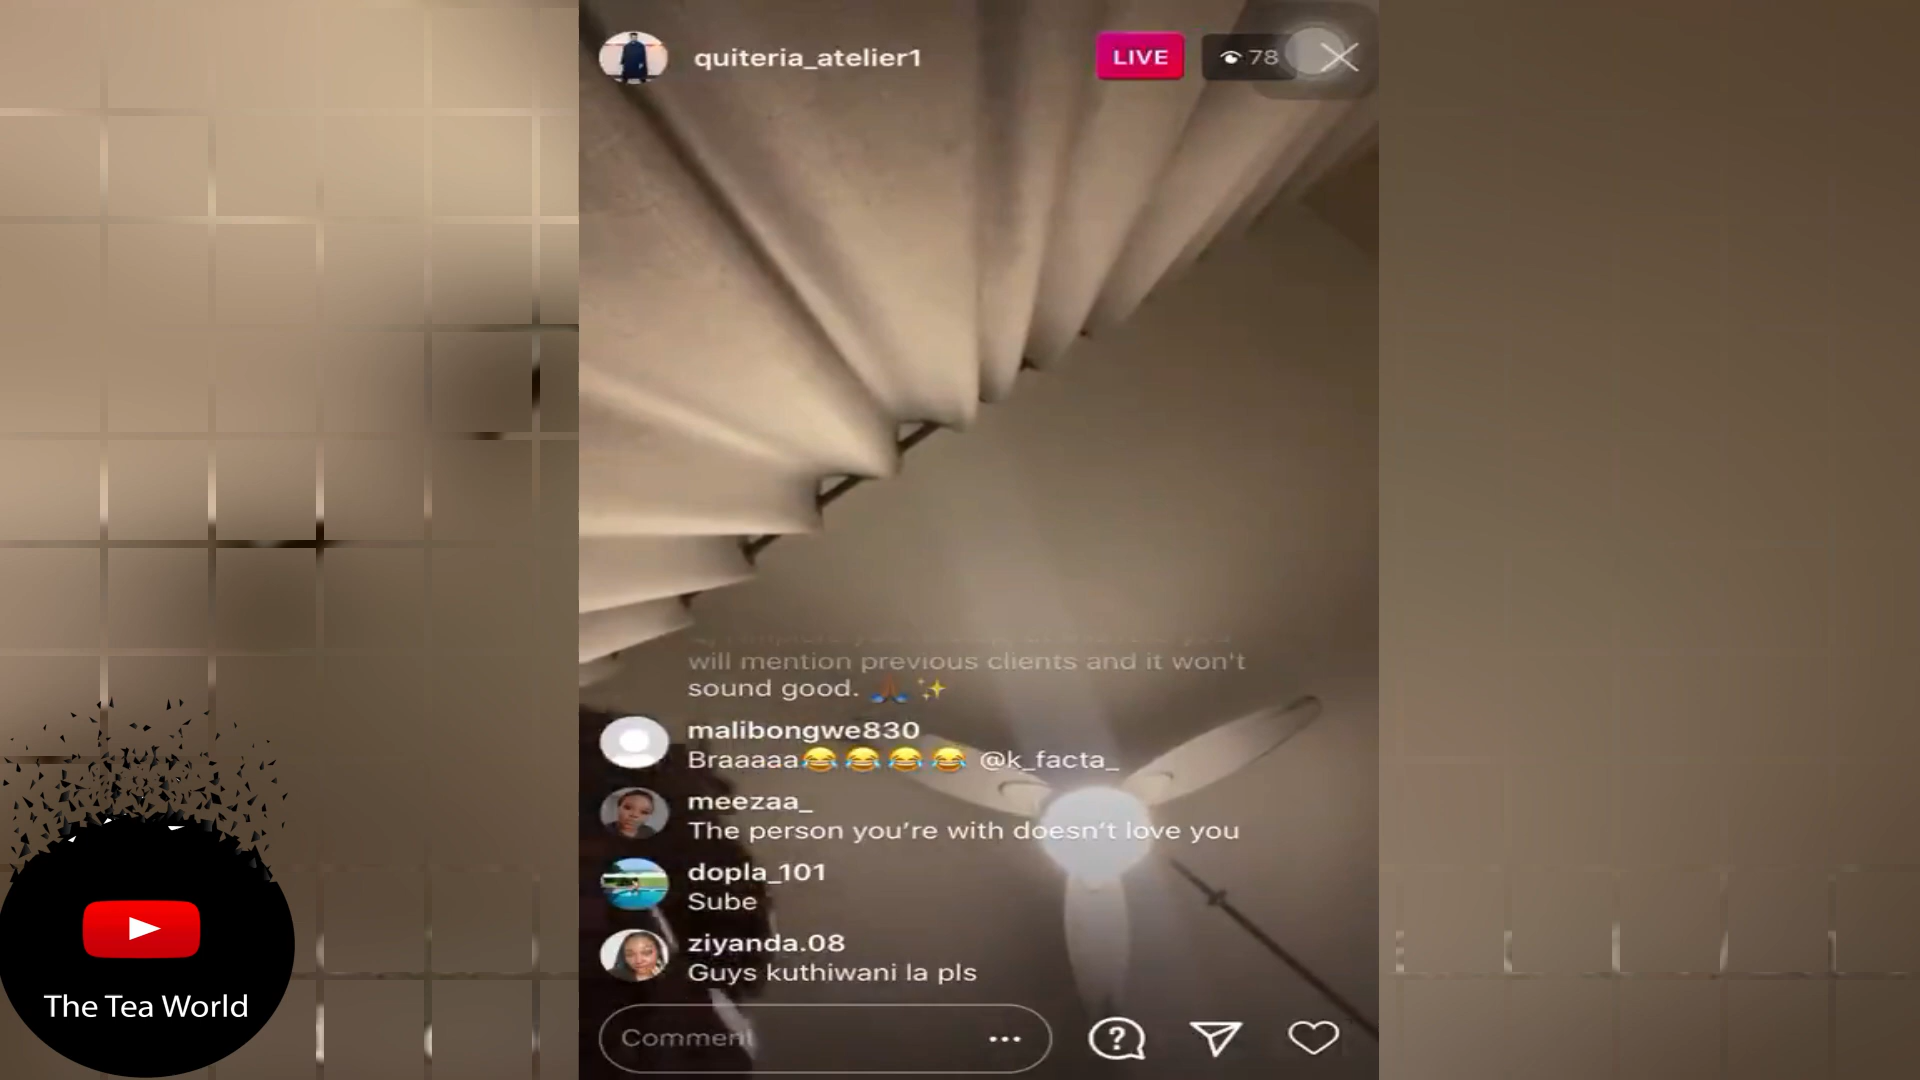 quiteria_atelier1
LIVE
78
will mention previous clients and it won't
sound good. 🙏🏾 ✨
malibongwe830
Braaaaa😂😂😂😂 @k_facta_
meezaa_
The person you’re with doesn’t love you
dopla_101
Sube
ziyanda.08
Guys kuthiwani la pls
Comment
The Tea World